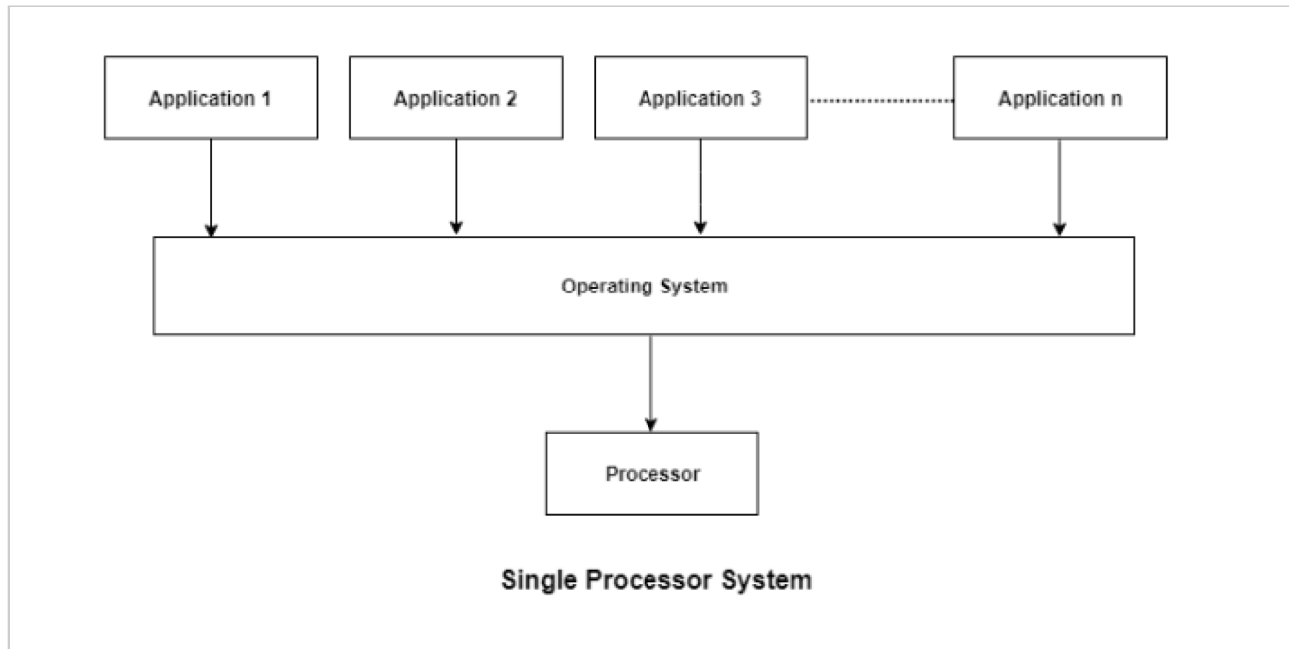 Application 1
Application 2
Application 3
Application n
Operating System
Processor
Single Processor System